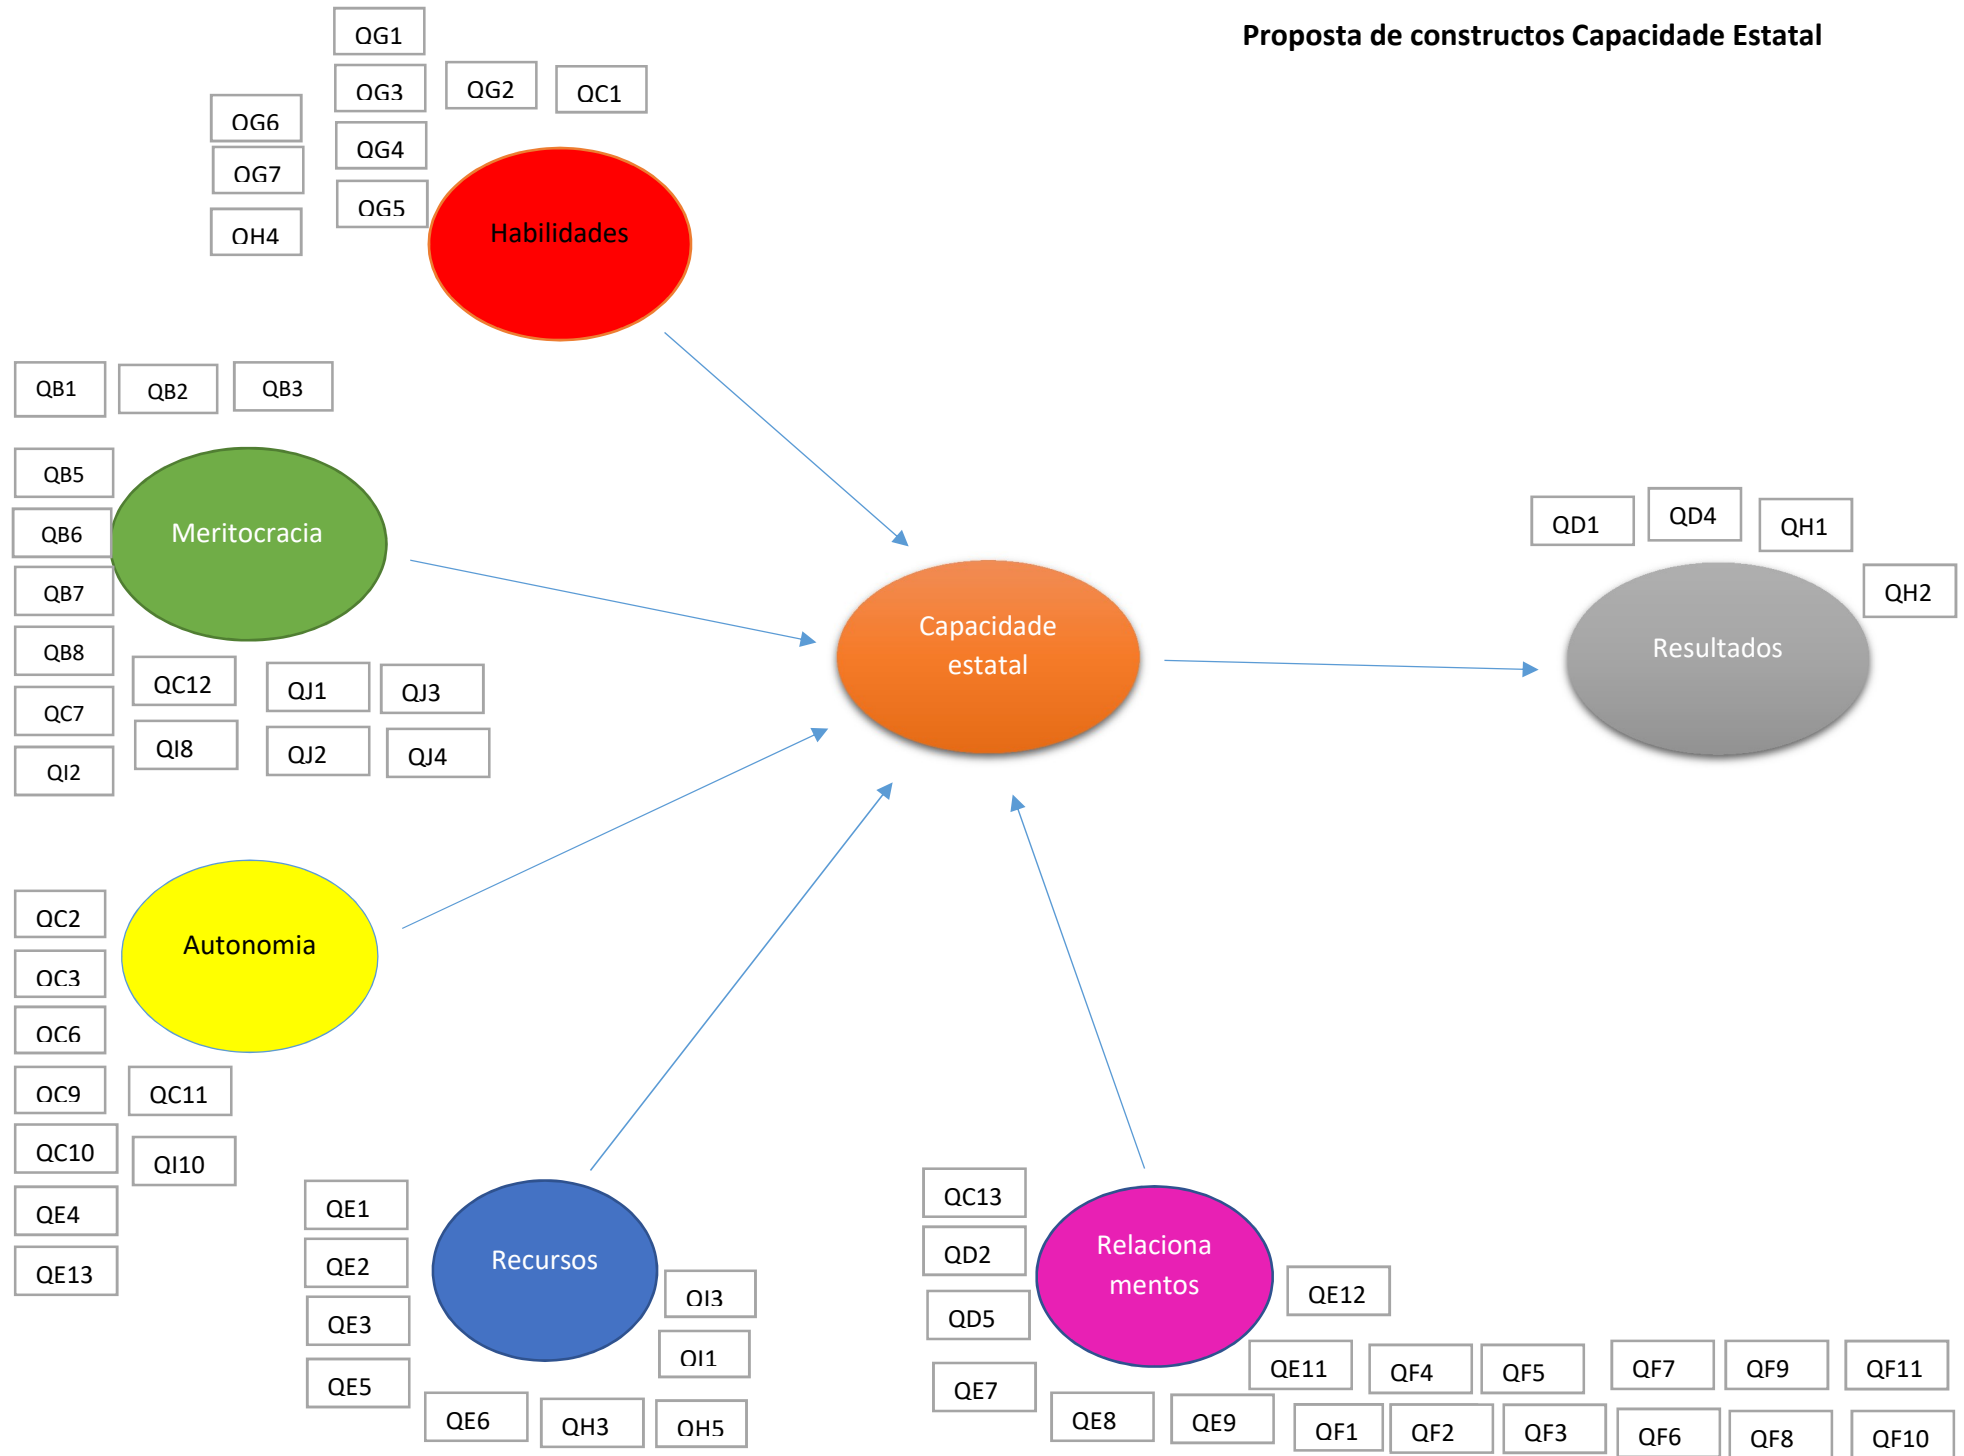 Proposta de constructos Capacidade Estatal
QG1
QG3
QG2
QC1
QG6
QG4
QG7
QG5
QH4
Habilidades
QB1
QB2
QB3
QB5
QB6
QB7
QB8
QC7
QI2
Meritocracia
QC12
QJ1
QJ3
QI8
QJ2
QJ4
Capacidade
estatal
QD1
QD4
QH1
QH2
Resultados
QC2
QC3
QC6
QC9
QC11
QC10
QI10
QE4
QE13
Autonomia
QE1
QE2
QE3
QE5
QE6
QH3
QH5
QI3
QI1
Recursos
QC13
QD2
QD5
QE7
Relaciona
mentos
QE12
QE11
QF4
QF5
QF7
QF9
QF11
QE8
QE9
QF1
QF2
QF3
QF6
QF8
QF10